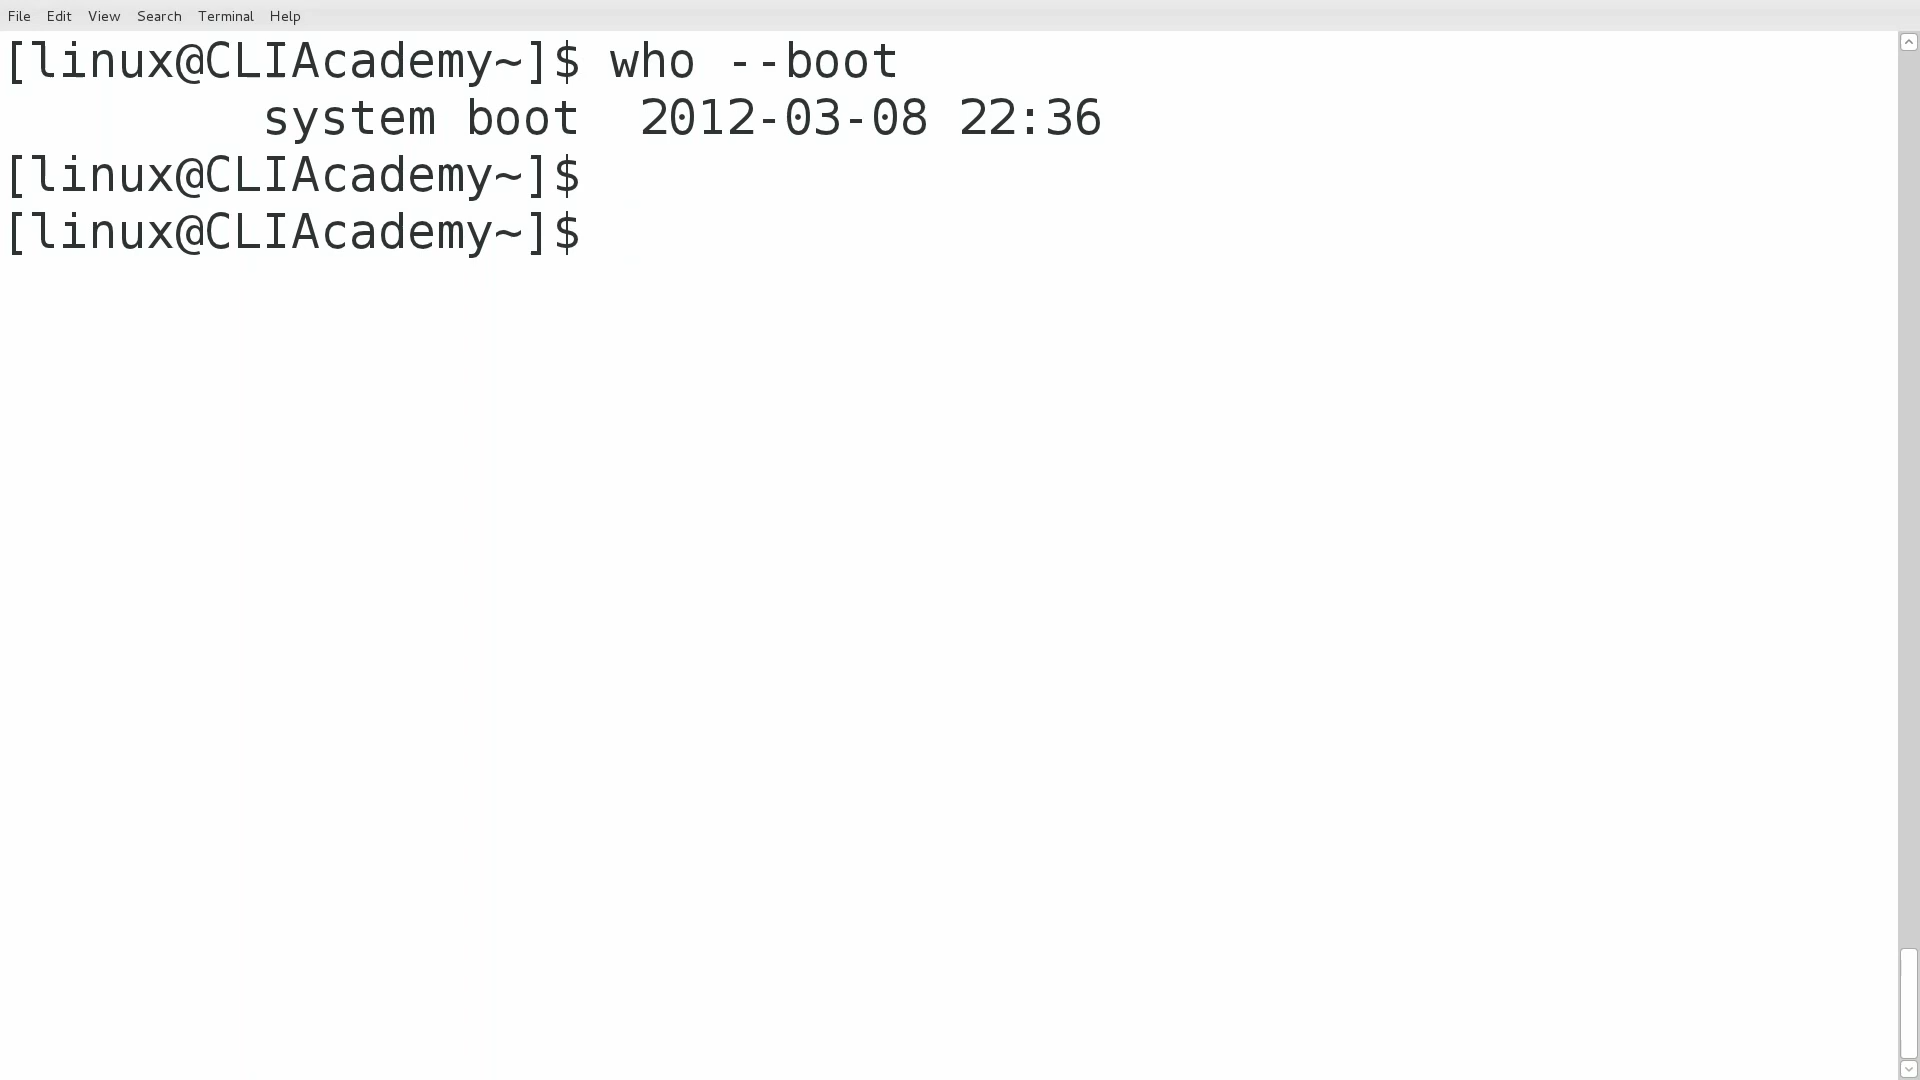 File Edit View Search Terminal Help
[linux@CLIAcademy~]$ who --boot
         system boot  2012-03-08 22:36
[linux@CLIAcademy~]$
[linux@CLIAcademy~]$